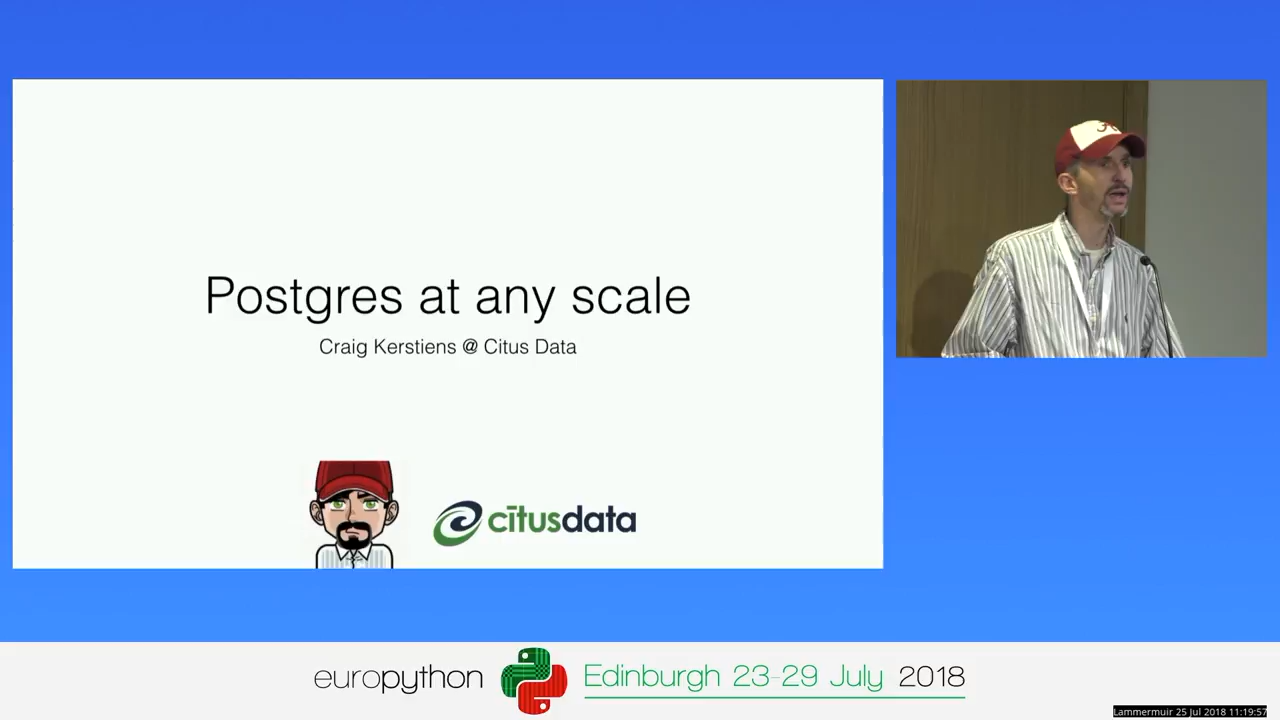 Postgres at any scale
Craig Kerstiens @ Citus Data
citusdata
europython
Edinburgh 23-29 July 2018
Lammermuir 25 Jul 2018 11:19:57